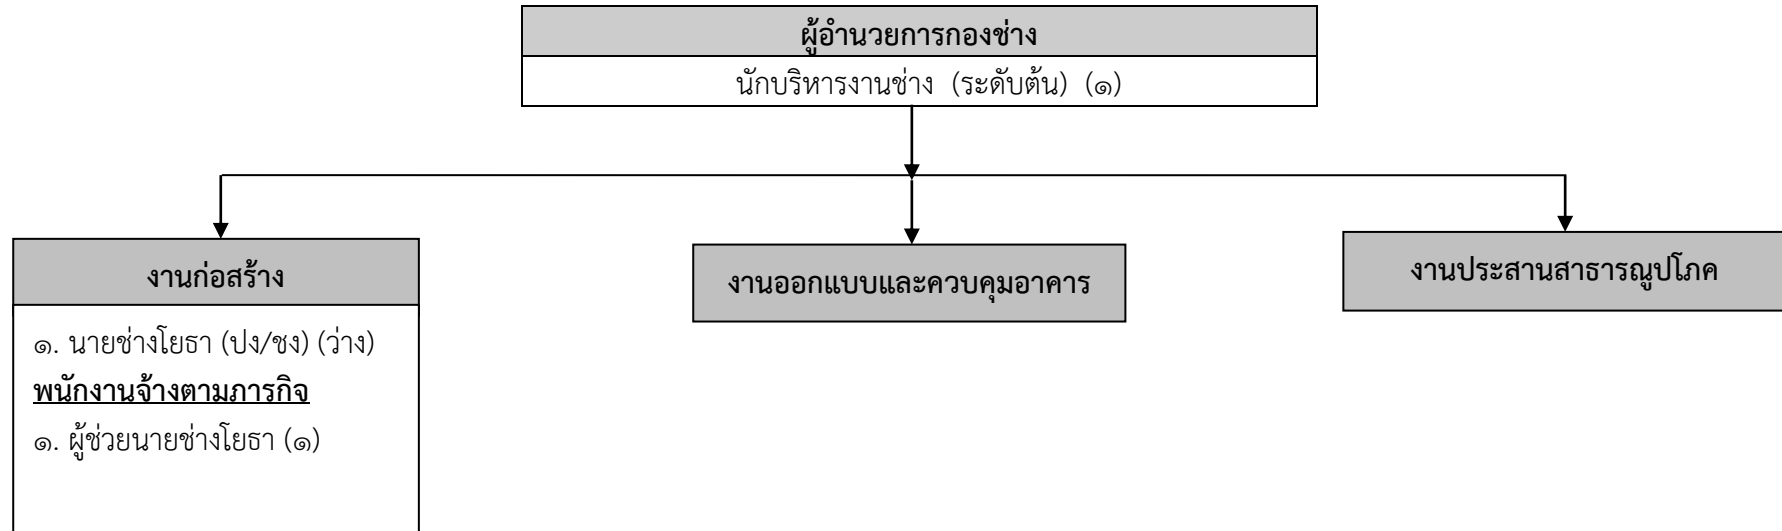 ผู้อำนวยการกองช่าง
นักบริหารงานช่าง (ระดับต้น) (๑)
งานก่อสร้าง
๑. นายช่างโยธา (ปง/ชง) (ว่าง)
พนักงานจ้างตามภารกิจ
๑. ผู้ช่วยนายช่างโยธา (๑)
งานออกแบบและควบคุมอาคาร
งานประสานสาธารณูปโภค